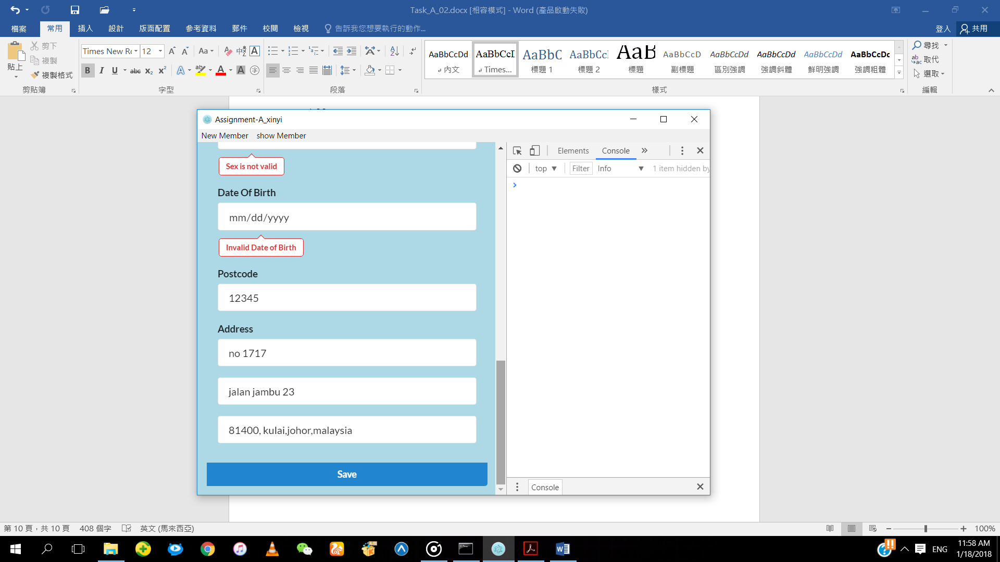 Task_A_02.docx [相容模式] - Word (產品啟動失敗)
檔案 常用 插入 設計 版面配置 參考資料 郵件 校閱 檢視 告訴我您想要執行的動作... 登入 共用
貼上 剪下
複製
複製格式
剪貼簿
Times New Ro 12 Aa
B I U abc X₂ X² A ab A A 字
字型
段落
AaBbCcDd 內文
AaBbCcI Times...
AaBbC 標題 1
AaBbCcl 標題 2
AaB 標題
AaBbCcD 副標題
AaBbCcDd 區別強調
AaBbCcDd 強調斜體
AaBbCcDd 鮮明強調
AaBbCcDc 強調粗體
樣式
尋找
取代
選取
編輯
Assignment-A_xinyi
New Member show Member
Sex is not valid
Date Of Birth
mm/dd/yyyy
Invalid Date of Birth
Postcode
12345
Address
no 1717
jalan jambu 23
81400, kulai,johor,malaysia
Save
Elements Console
top Filter Info 1 item hidden by
Console
第 10 頁，共 10 頁 408 個字 英文 (馬來西亞) 100%
ENG
11:58 AM
1/18/2018